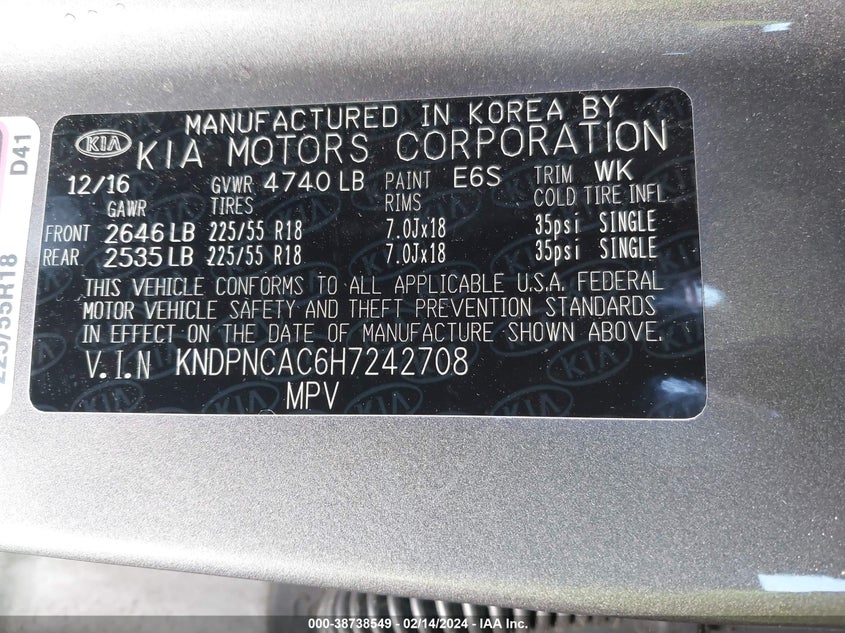 MANUFACTURED IN KOREA BY
KIA KIA MOTORS CORPORATION
12/16 GVWR 4740 LB PAINT E6S TRIM WK
GAWR TIRES RIMS COLD TIRE INFL
FRONT 2646 LB 225/55 R18 7.0Jx18 35psi SINGLE
REAR 2535 LB 225/55 R18 7.0Jx18 35psi SINGLE
THIS VEHICLE CONFORMS TO ALL APPLICABLE U.S.A. FEDERAL
MOTOR VEHICLE SAFETY AND THEFT PREVENTION STANDARDS
IN EFFECT ON THE DATE OF MANUFACTURE SHOWN ABOVE.
V.I.N KNDPNCAC6H7242708
MPV
D41
225/55R18
000-38738549 - 02/14/2024 - IAA Inc.